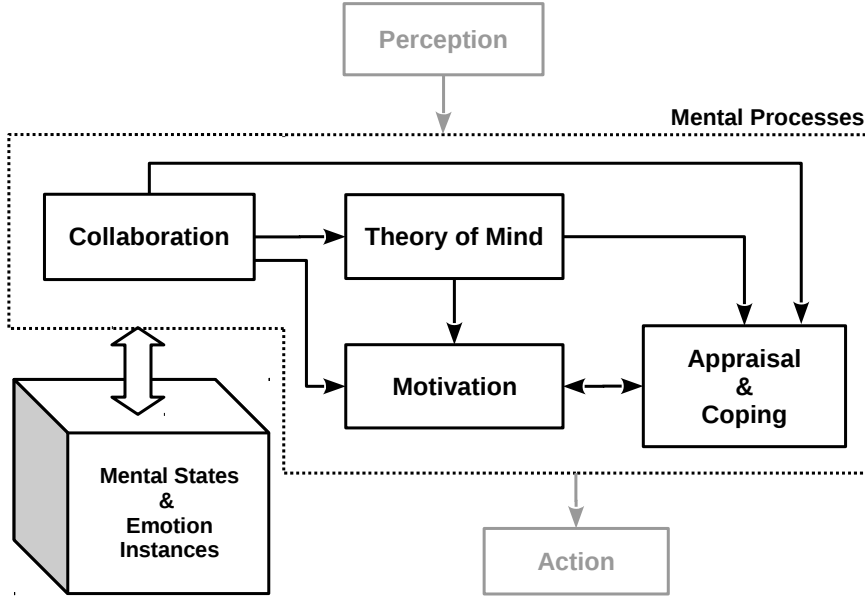 Perception
Mental Processes
Collaboration
Theory of Mind
Motivation
Appraisal
&
Coping
Mental States
&
Emotion
Instances
Action